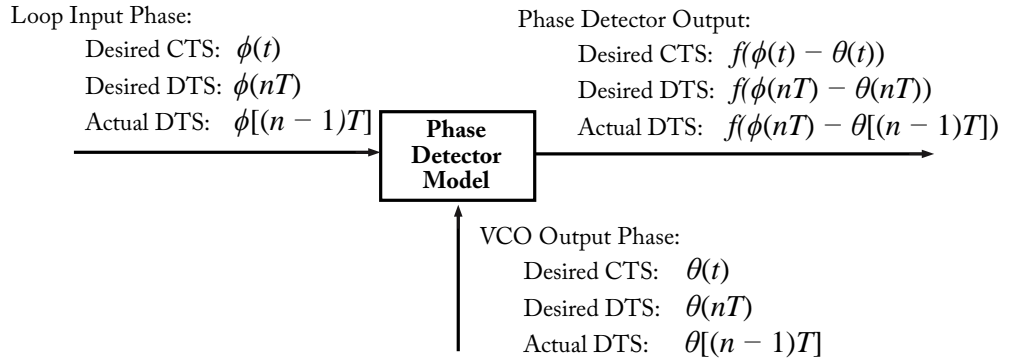 Loop Input Phase:
Desired CTS: ϕ(t)
Desired DTS: ϕ(nT)
Actual DTS: ϕ[(n − 1)T]
Phase Detector Output:
Desired CTS: f(ϕ(t) − θ(t))
Desired DTS: f(ϕ(nT) − θ(nT))
Actual DTS: f(ϕ(nT) − θ[(n − 1)T])
Phase
Detector
Model
VCO Output Phase:
Desired CTS: θ(t)
Desired DTS: θ(nT)
Actual DTS: θ[(n − 1)T]